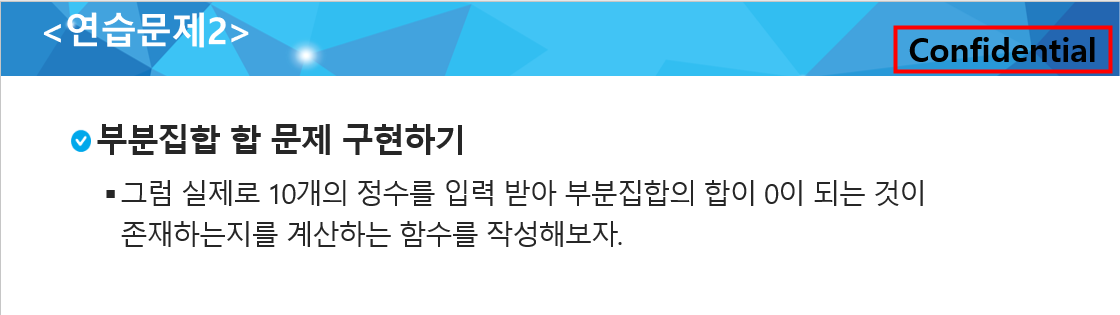 <연습문제2>
Confidential
부분집합 합 문제 구현하기
그럼 실제로 10개의 정수를 입력 받아 부분집합의 합이 0이 되는 것이
존재하는지를 계산하는 함수를 작성해보자.